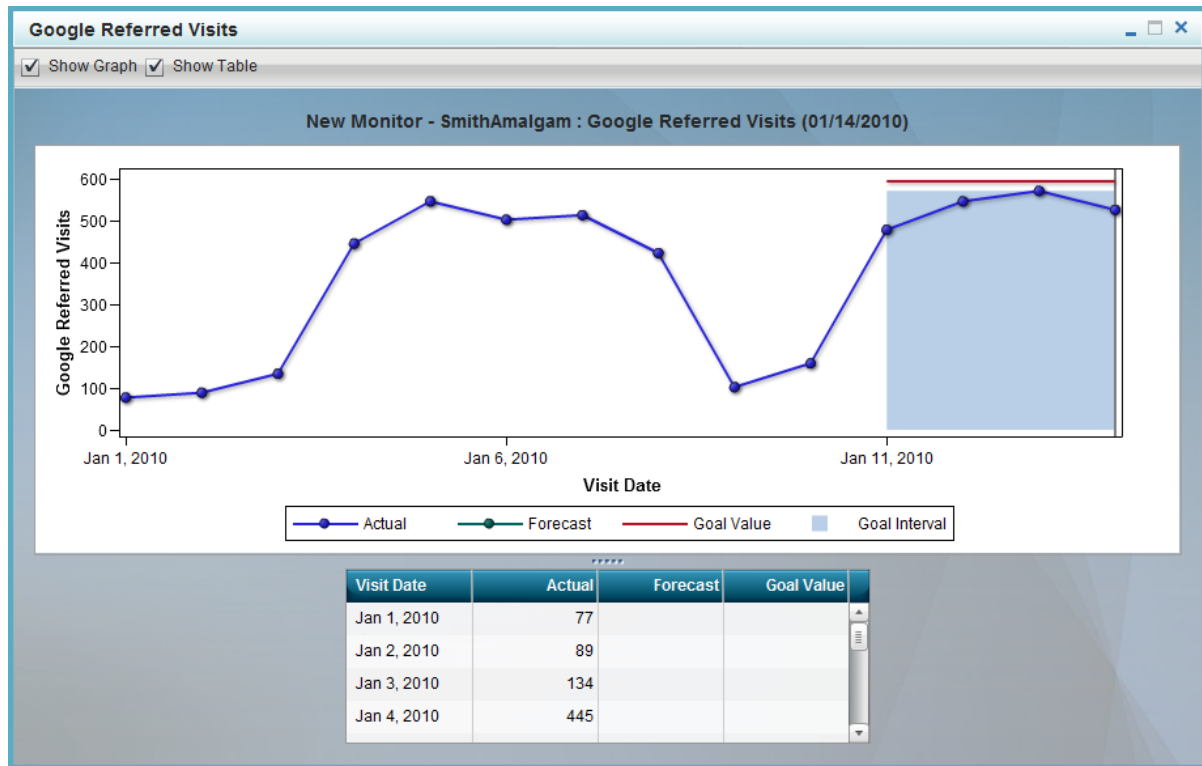 Google Referred Visits
Show Graph Show Table
New Monitor - SmithAmalgam : Google Referred Visits (01/14/2010)
Google Referred Visits
600
500
400
300
200
100
0
Jan 1, 2010 Jan 6, 2010 Jan 11, 2010
Visit Date
Actual Forecast Goal Value Goal Interval
Visit Date Actual Forecast Goal Value
Jan 1, 2010 77
Jan 2, 2010 89
Jan 3, 2010 134
Jan 4, 2010 445